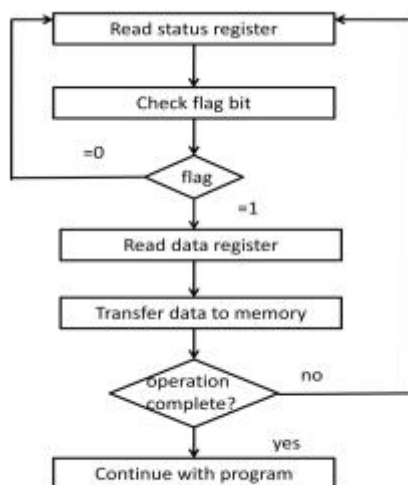 Read status register
Check flag bit
=0
flag
=1
Read data register
Transfer data to memory
operation
complete?
no
yes
Continue with program